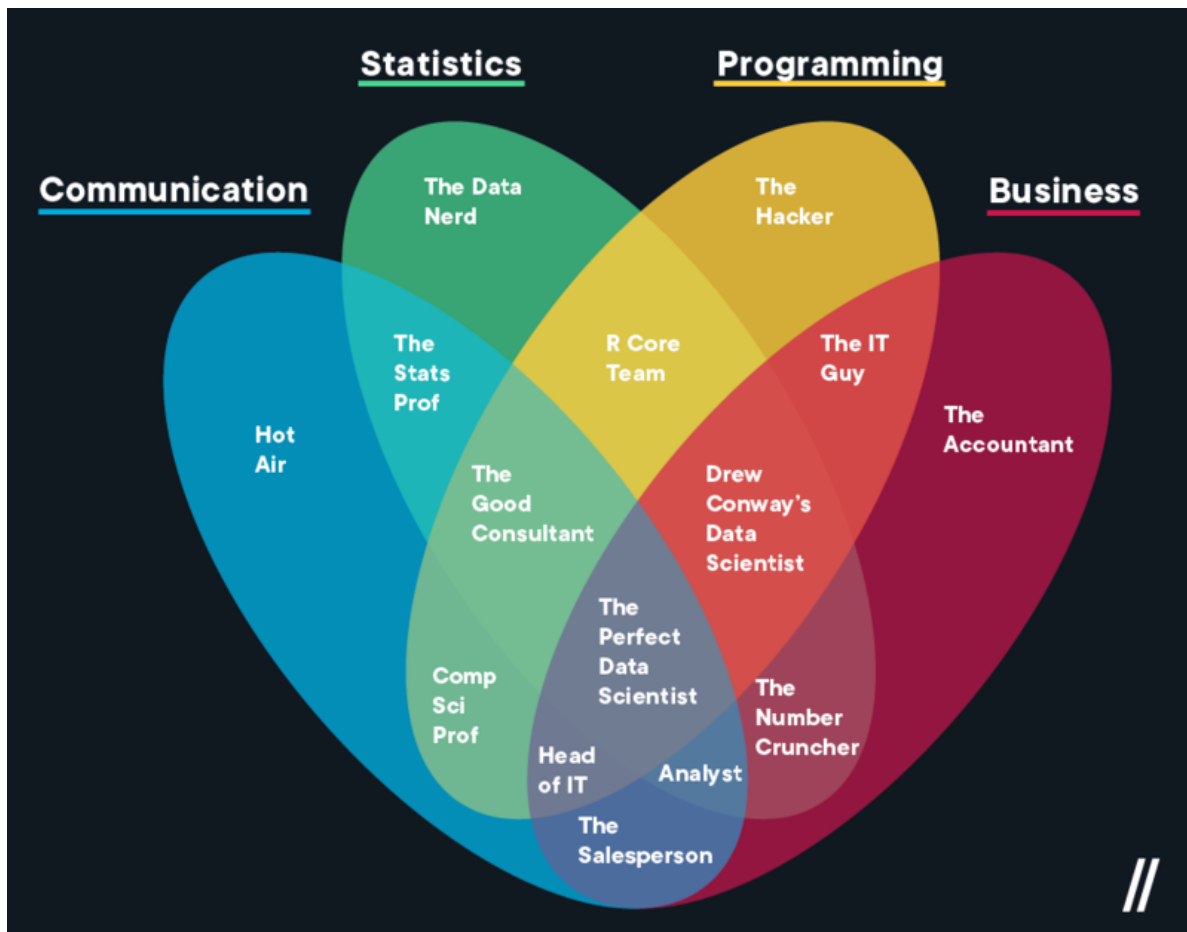 Statistics
Programming
Communication
Business
The Data
Nerd
The
Hacker
The
Stats
Prof
R Core
Team
The IT
Guy
Hot
Air
The
Accountant
The
Good
Consultant
Drew
Conway's
Data
Scientist
The
Perfect
Data
Scientist
Comp
Sci
Prof
The
Number
Cruncher
Head
of IT
Analyst
The
Salesperson
//